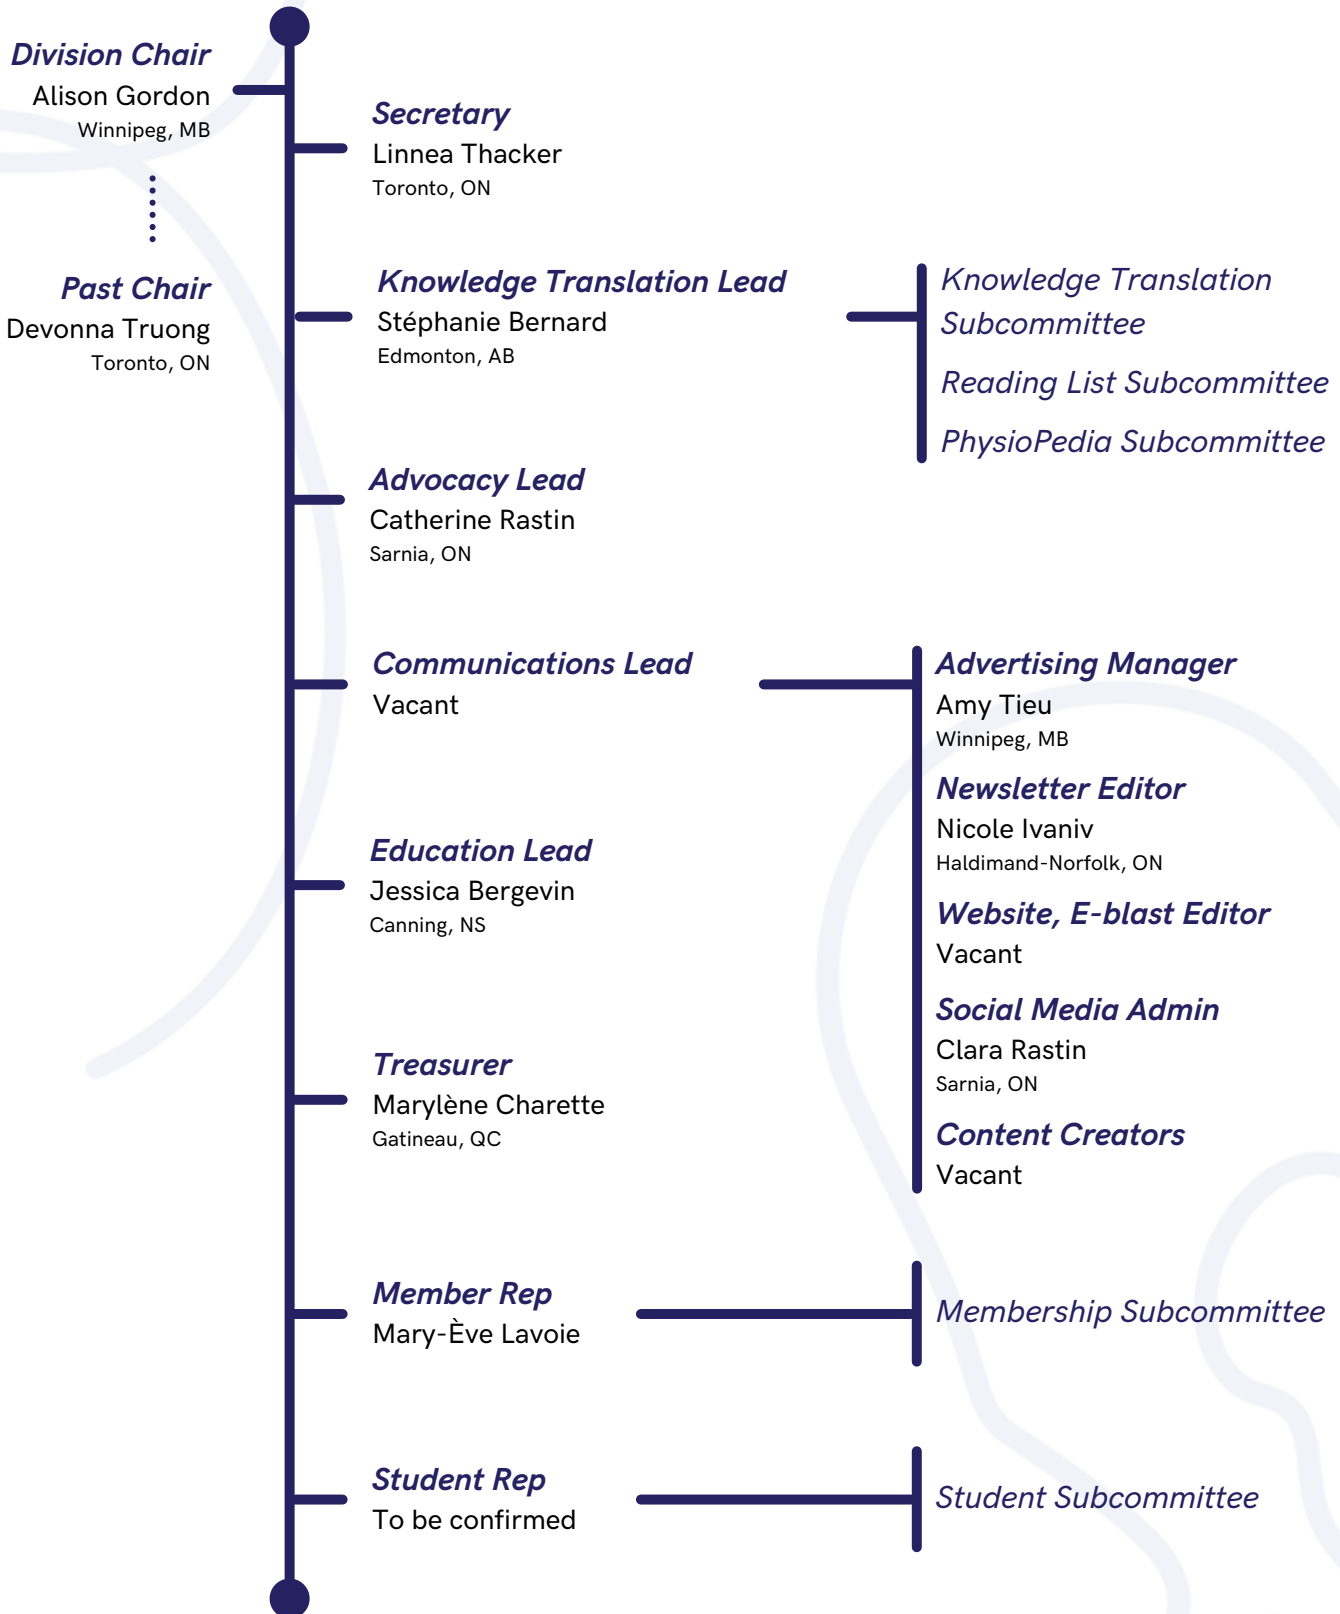 Division Chair
Alison Gordon
Winnipeg, MB
Past Chair
Devonna Truong
Toronto, ON
Secretary
Linnea Thacker
Toronto, ON
Knowledge Translation Lead
Stéphanie Bernard
Edmonton, AB
Knowledge Translation
Subcommittee
Reading List Subcommittee
PhysioPedia Subcommittee
Advocacy Lead
Catherine Rastin
Sarnia, ON
Communications Lead
Vacant
Advertising Manager
Amy Tieu
Winnipeg, MB
Newsletter Editor
Nicole Ivaniv
Haldimand-Norfolk, ON
Website, E-blast Editor
Vacant
Social Media Admin
Clara Rastin
Sarnia, ON
Content Creators
Vacant
Education Lead
Jessica Bergevin
Canning, NS
Treasurer
Marylène Charette
Gatineau, QC
Member Rep
Mary-Ève Lavoie
Membership Subcommittee
Student Rep
To be confirmed
Student Subcommittee